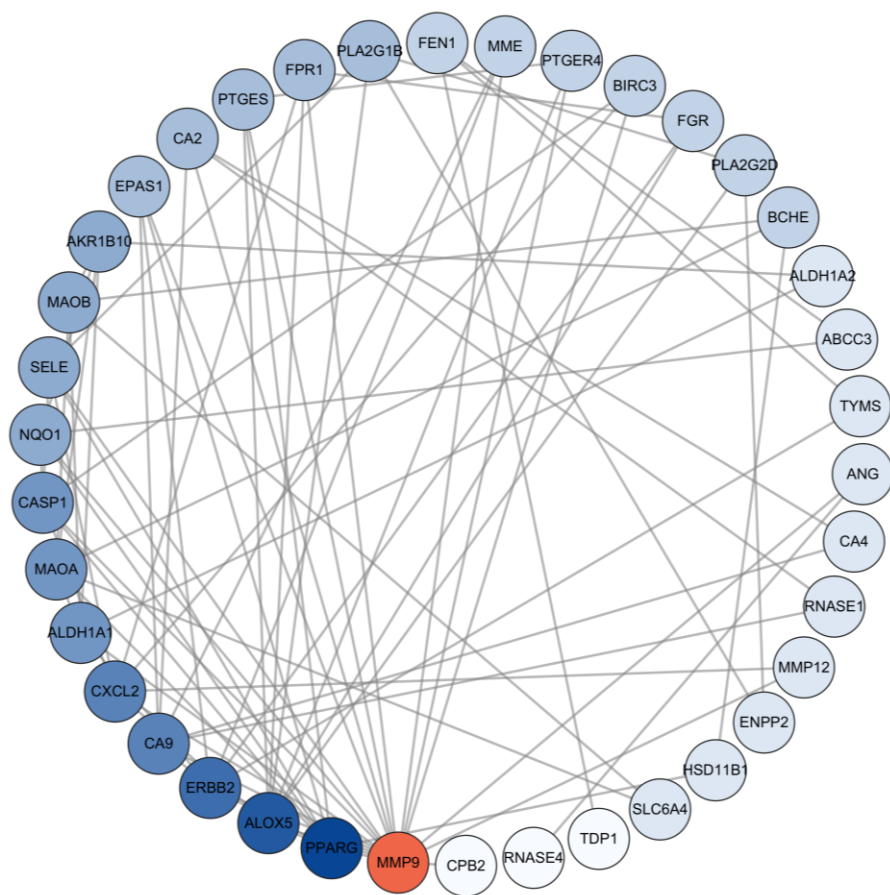 FEN1
MME
PTGER4
BIRC3
FGR
PLA2G2D
BCHE
ALDH1A2
ABCC3
TYMS
ANG
CA4
RNASE1
MMP12
ENPP2
HSD11B1
SLC6A4
TDP1
RNASE4
CPB2
MMP9
PPARG
ALOX5
ERBB2
CA9
CXCL2
ALDH1A1
MAOA
CASP1
NQO1
SELE
MAOB
AKR1B10
EPAS1
CA2
PTGES
FPR1
PLA2G1B